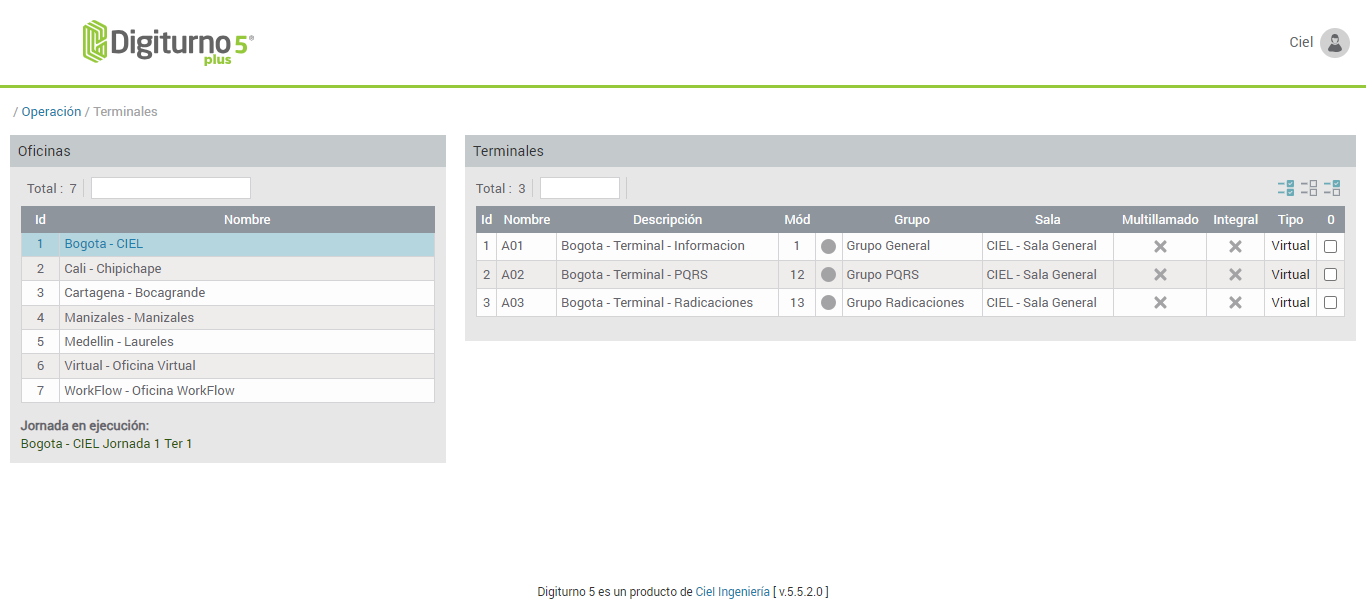 Digiturno 5®
plus
Ciel
/ Operación / Terminales
Oficinas
Total : 7
Id Nombre
1 Bogota - CIEL
2 Cali - Chipichape
3 Cartagena - Bocagrande
4 Manizales - Manizales
5 Medellin - Laureles
6 Virtual - Oficina Virtual
7 WorkFlow - Oficina WorkFlow
Jornada en ejecución:
Bogota - CIEL Jornada 1 Ter 1
Terminales
Total : 3
Id Nombre Descripción Mód Grupo Sala Multillamado Integral Tipo 0
1 A01 Bogota - Terminal - Informacion 1 Grupo General CIEL - Sala General Virtual
2 A02 Bogota - Terminal - PQRS 12 Grupo PQRS CIEL - Sala General Virtual
3 A03 Bogota - Terminal - Radicaciones 13 Grupo Radicaciones CIEL - Sala General Virtual
Digiturno 5 es un producto de Ciel Ingeniería [ v.5.5.2.0 ]